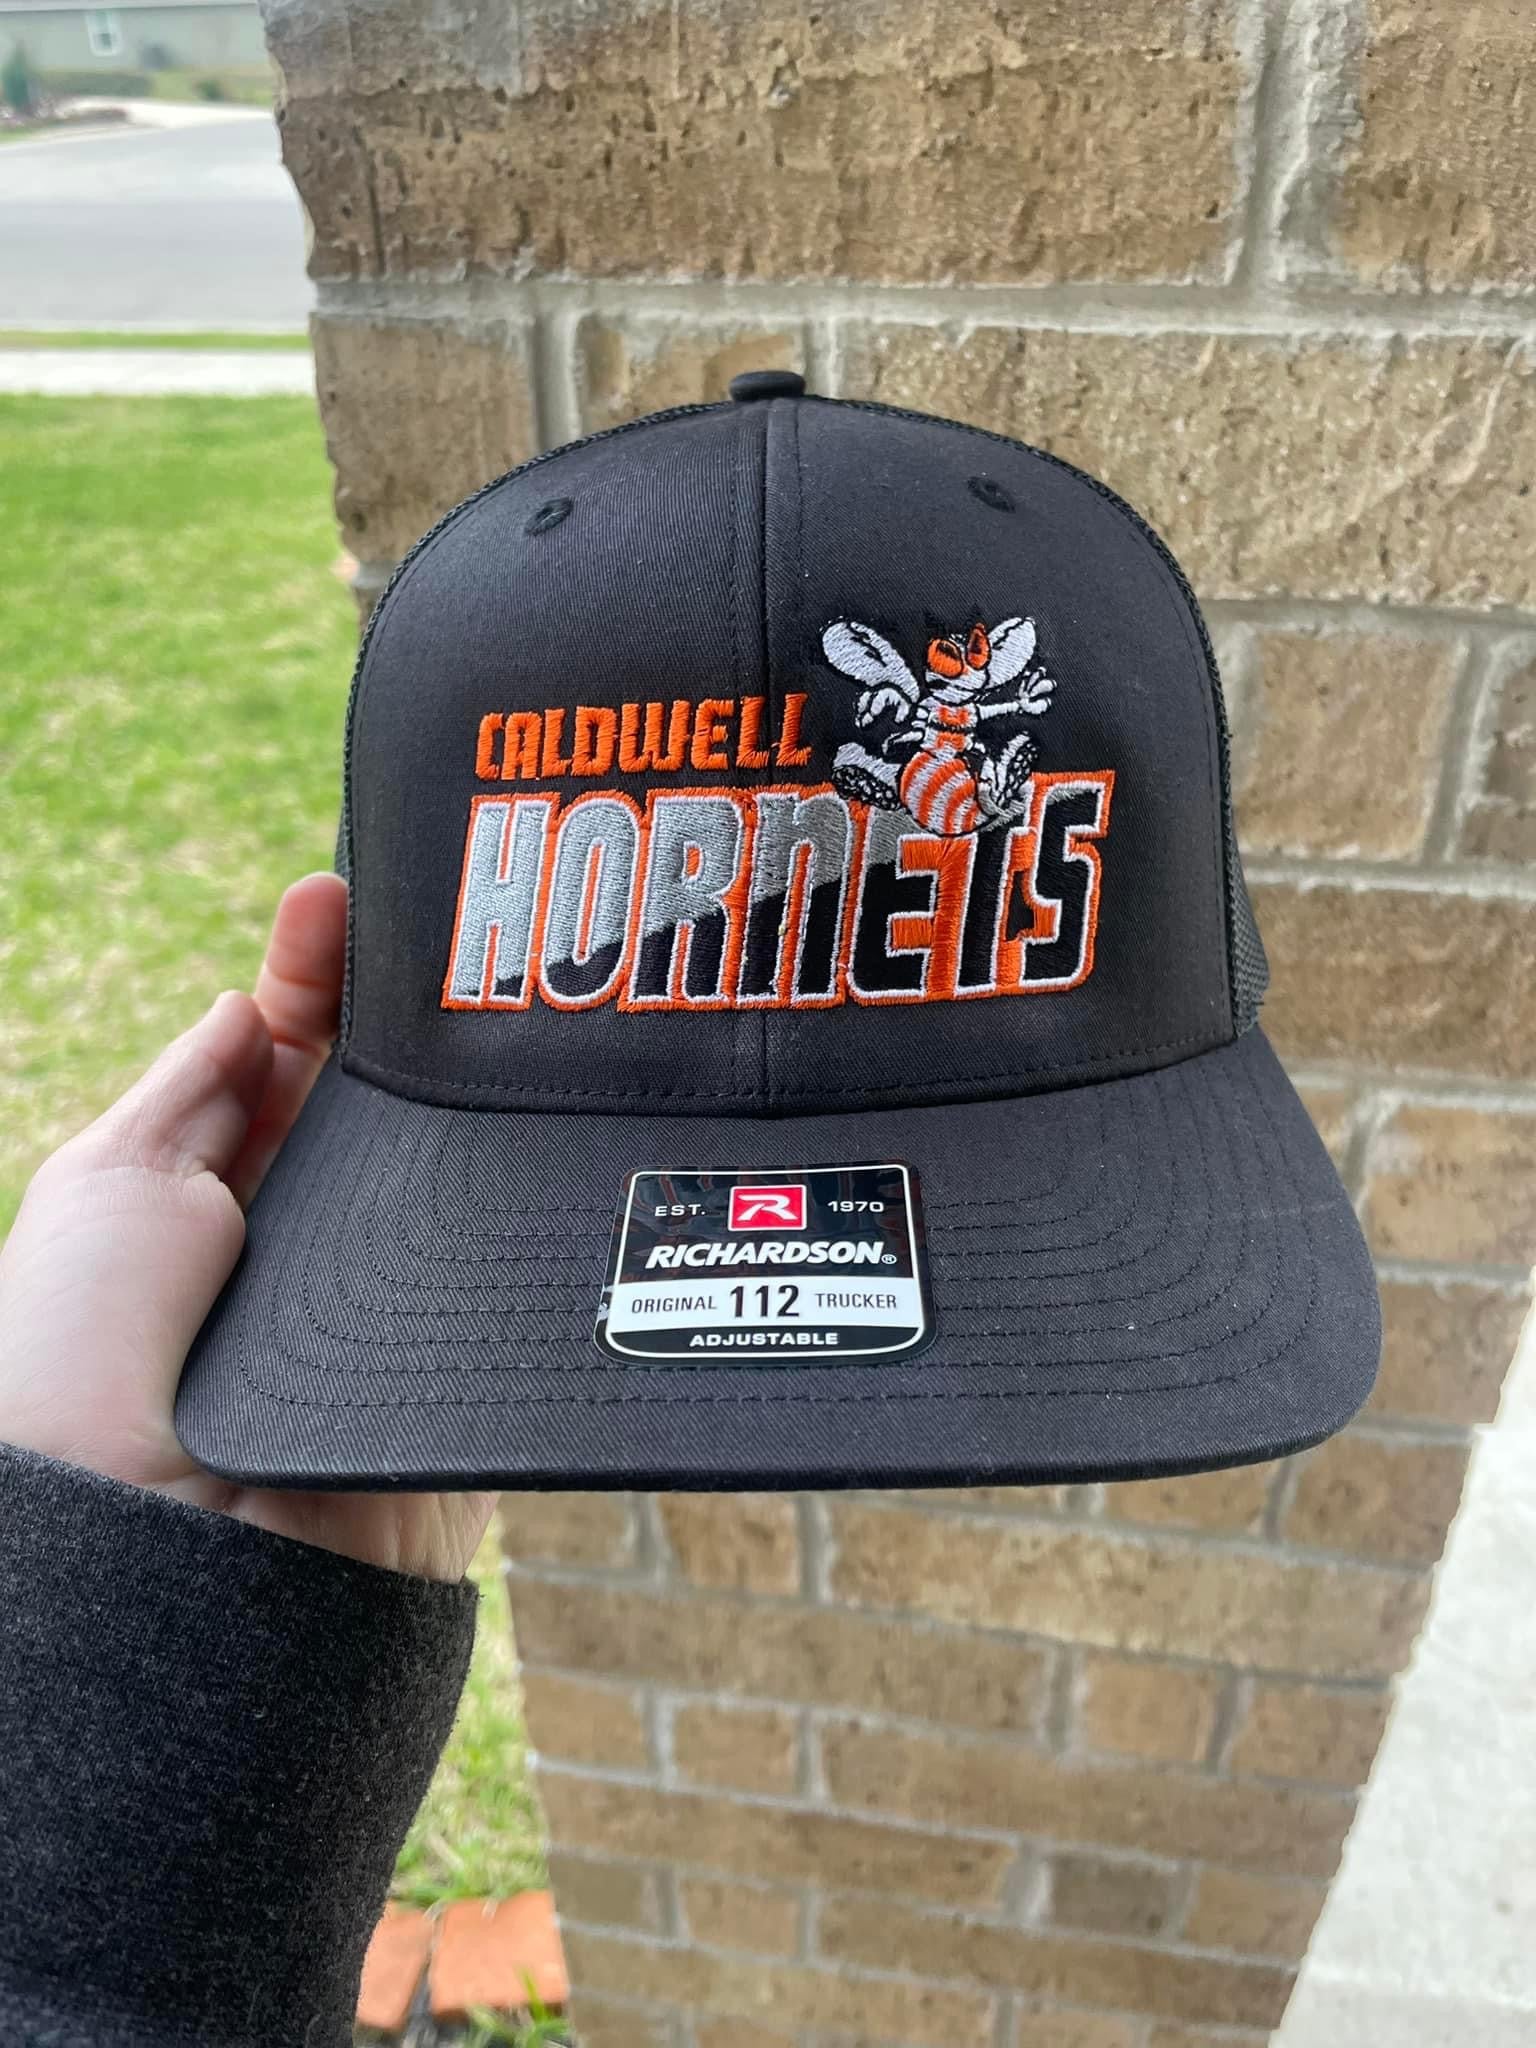 CALDWELL
HORNETS
EST. R 1970
RICHARDSON®
ORIGINAL 112 TRUCKER
ADJUSTABLE